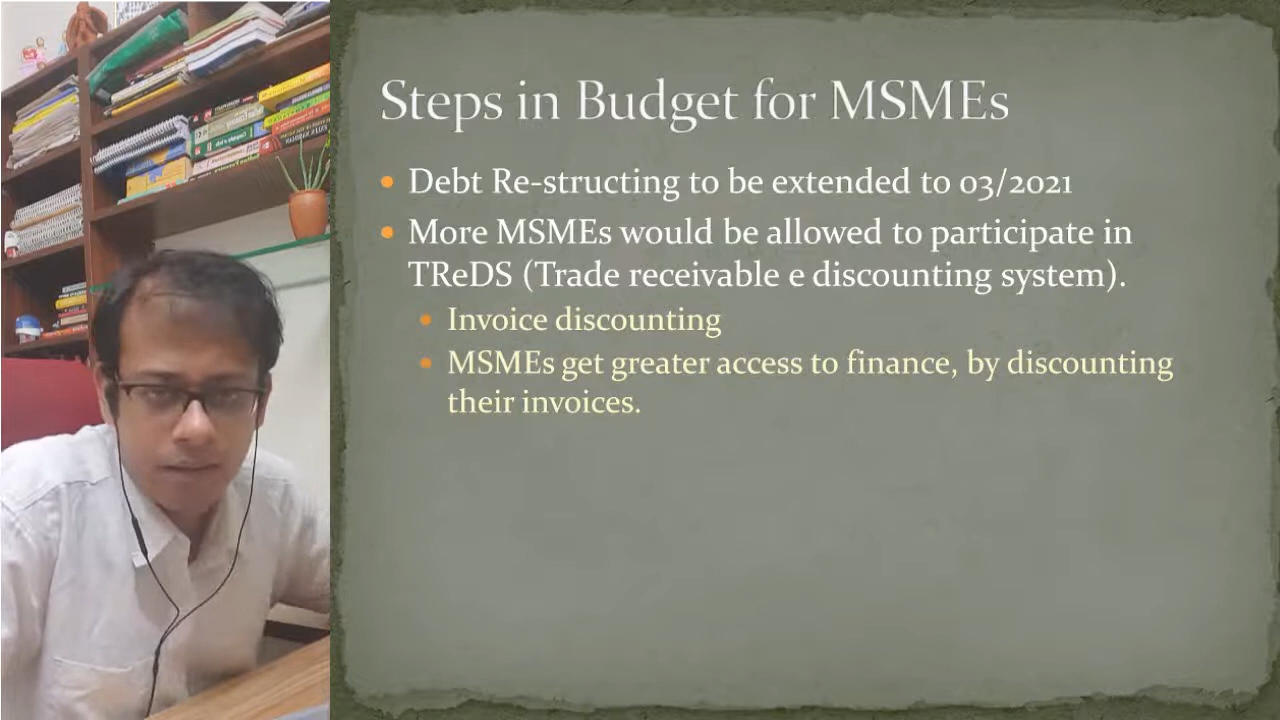 Steps in Budget for MSMEs
Debt Re-structing to be extended to 03/2021
More MSMEs would be allowed to participate in
TReDS (Trade receivable e discounting system).
Invoice discounting
MSMEs get greater access to finance, by discounting
their invoices.